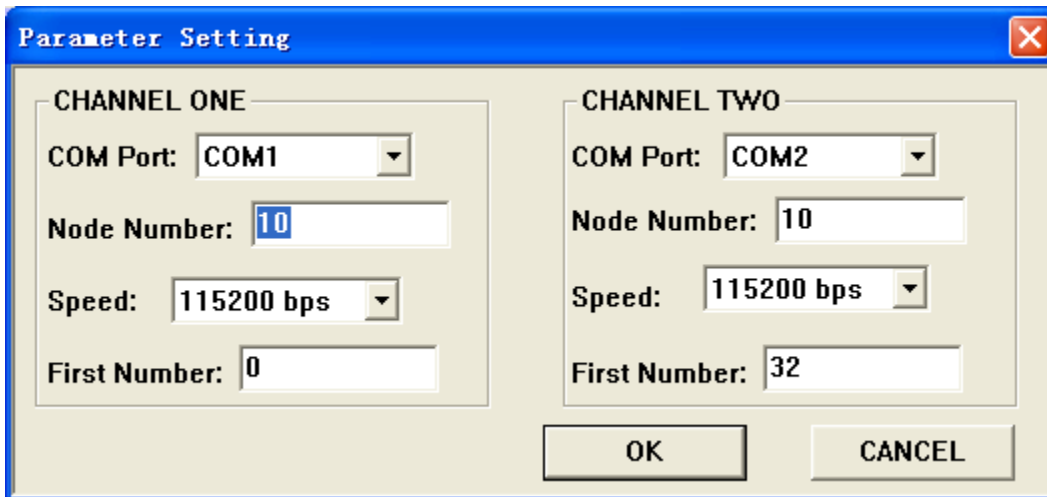 Parameter Setting
CHANNEL ONE
COM Port: COM1
Node Number: 10
Speed: 115200 bps
First Number: 0
CHANNEL TWO
COM Port: COM2
Node Number: 10
Speed: 115200 bps
First Number: 32
OK
CANCEL